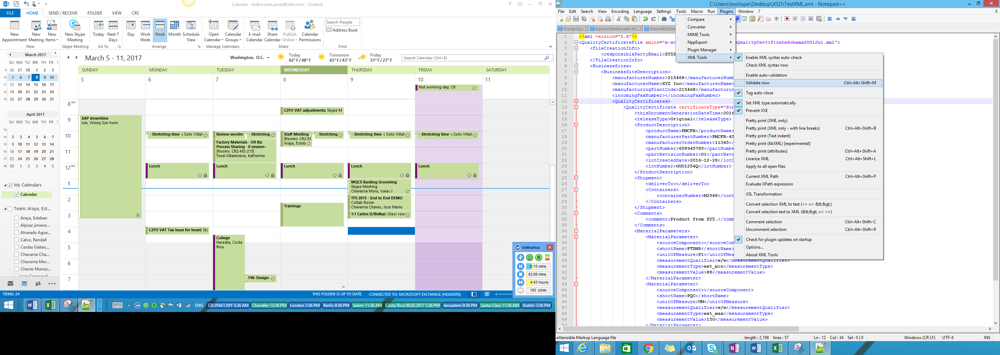 Calendar - bidkar.solis.perez@intel.com - Outlook
FILE HOME SEND / RECEIVE FOLDER VIEW CRS
New Appointment
New Meeting
New Items
New Skype Meeting
Today
Next 7 Days
Day
Work Week
Week
Month
Schedule View
Open Calendar
Calendar Groups
E-mail Calendar
Share Calendar
Publish Online
Calendar Permissions
Search People
Address Book
New
Skype Meeting
Go To
Arrange
Manage Calendars
Share
Find
March 2017
SU MO TU WE TH FR
9 26 27 28 1 2 3
10 5 6 7 8 9 10
11 12 13 14 15 16 17
12 19 20 21 22 23 24
13 26 27 28 29 30 31
April 2017
SU MO TU WE TH FR
13
14 2 3 4 5 6 7
15 9 10 11 12 13 14
16 16 17 18 19 20 21
17 23 24 25 26 27 28
18 30 1 2 3 4 5
My Calendars
Calendar
Team: Araya, Est...
Araya, Esteban
Alpizar jimene...
Alvarado Ague...
Calvo, Randall
Cerdas Gaitan,...
Chavarria Cha...
Chavarria Mor...
Chaves Munoz...
Lara Carrasquil
March 5 - 11, 2017
Washington, D.C.
Today
62° F / 48° F
Tomorrow
65° F / 43° F
Friday
51° F / 27° F
Search Calendar (Ctrl+E)
SUNDAY MONDAY TUESDAY WEDNESDAY THURSDAY FRIDAY SATURDAY
5 6 7 8 9 10 11
Not working day; CR
8 AM
C2FO VAT adjustments; Skype M
9
SAP downtime
Lim, Winny Sze Yunn
10
- Stretching time -; Solis Villal
Review wordin
- Stretching
Staff Meeting
[Rooms: CR2-M
Araya, Esteb
- Stretching
- Stretching time -; Solis Villal
- Stretching time -; Solis Villal
Factory Materials - OR Biz
Process Sharing - II session -
[Rooms: CR2-M2-215]
Toval Altamirano, Katherine
11
12 PM
Lunch
Lunch
Lunch
Lunch
Lunch
1
MQCS Backlog Grooming
Skype Meeting
Chavarria Mora, Isaias J
2
TFS 2015 - End to End DEMO
Collab Room
Chavarria Chaves, Jose Mario
Trainings
3
1:1 Carlos D/Bidkar; Glass roo
4
C2FO VAT Tax issue for Israel; Sk
College
Heredia, Costa
Rica
5
6
7
FW: Design
Wellnomics
0
6:15 mins
42:08 mins
4:43 hours
183 k/min
ITEMS: 24
THIS FOLDER IS UP TO DATE. CONNECTED TO: MICROSOFT EXCHANGE (HEADERS)
ENG
CD,VNAT,MY 3:36 AM
Chandler 12:36 PM
London 7:36 PM
Berlin 8:36 PM
Salem 11:36 AM
Costa Rica 08.03.2017 1:36 PM
Jerusalem 9:36 PM
Santa Clara 11:36 AM
Dublin 7:36 PM
C:\Users\bsolispe\Desktop\XSD\TestXML.xml - Notepad++
File Edit Search View Encoding Language Settings Tools Macro Run Plugins Window ? X
change.log
ImportanNotesLoader.txt
chemValidSche
Compare
Converter
MIME Tools
NppExport
Plugin Manager
XML Tools
Enable XML syntax auto-check
Check XML syntax now
Enable auto-validation
Validate now Ctrl+Alt+Shift+M
Tag auto-close
Set XML type automatically
Prevent XXE
Pretty print (XML only)
Pretty print (XML only - with line breaks) Ctrl+Alt+Shift+B
Pretty print (Text indent)
Pretty print (libXML) [experimental]
Pretty print (attributes) Ctrl+Alt+Shift+A
Linarize XML Ctrl+Alt+Shift+L
Apply to all open files
Current XML Path Ctrl+Alt+Shift+P
Evaluate XPath expression
XSL Transformation
Convert selection XML to text (<> => &lt;&gt;)
Convert selection text to XML (&lt;&gt; => <>)
Comment selection Ctrl+Alt+Shift+C
Uncomment selection Ctrl+Alt+Shift+R
Check for plugin updates on startup
Options...
About XML Tools
1 <?xml version="1.0"?>
2 <QualityCertificateFile xmlns="x-sc sQualityCertificateSchema2001Jul.xml">
3 <FileCreationInfo>
4 <responsiblePartyEmail>XYZ@
5 </FileCreationInfo>
6 <BusinessSites>
7 <BusinessSiteDescription>
8 <manufacturerNumber>215468</manufacturerNumbe
9 <manufacturerName>XYZ Inc</manufacturerName>
10 <manufacturingPlantCode>215468</manufacturin
11 <incomingFaxNumber></incomingFaxNumber>
12 <QualityCertificates>
13 <QualityCertificate certificateType="Sin
14 <thisDocumentGenerationDateTime>2016
15 <releaseType>Original</releaseType>
16 <ProductDescription>
17 <productName>PMCFR</productName>
18 <manufacturerPartNumber>PMCFR-45
19 <manufacturerOrderNumber>11345</
20 <partNumber>658945785</partNumbe
21 <partRevisionNumber>01</partRevi
22 <lotCreatedDate>2016-12-28</lotC
23 <lotNumber>GGO1254Q</lotNumber>
24 </ProductDescription>
25 <Shipment>
26 <deliverTo></deliverTo>
27 <Containers>
28 <containerNumber>M2548</cont
29 </Containers>
30 </Shipment>
31 <Comments>
32 <comment>Product from XYZ.</comm
33 </Comments>
34 <MaterialParameters>
35 <MaterialParameter>
36 <sourceComponent></sourceCom
37 <shortName>PTDMS</shortName>
38 <unitOfMeasure>P1</unitOfMea
39 <measurementQualifier>w/w</measurementQualifier>
40 <measurementType>est_min</measurementType>
41 <measurementValue>88</measurementValue>
42 </MaterialParameter>
43 <MaterialParameter>
44 <sourceComponent></sourceComponent>
45 <shortName>PQC</shortName>
46 <unitOfMeasure>UM</unitOfMeasure>
47 <measurementQualifier>w/w</measurementQualifier>
48 <measurementType>est_max</measurementType>
49 <measurementValue>150</measurementValue>
50 </MaterialParameter>
eXtensible Markup Language file length : 2,198 lines : 57 Ln : 12 Col : 34 Sel : 0 | 0 Windows (CR LF) UTF-8 INS